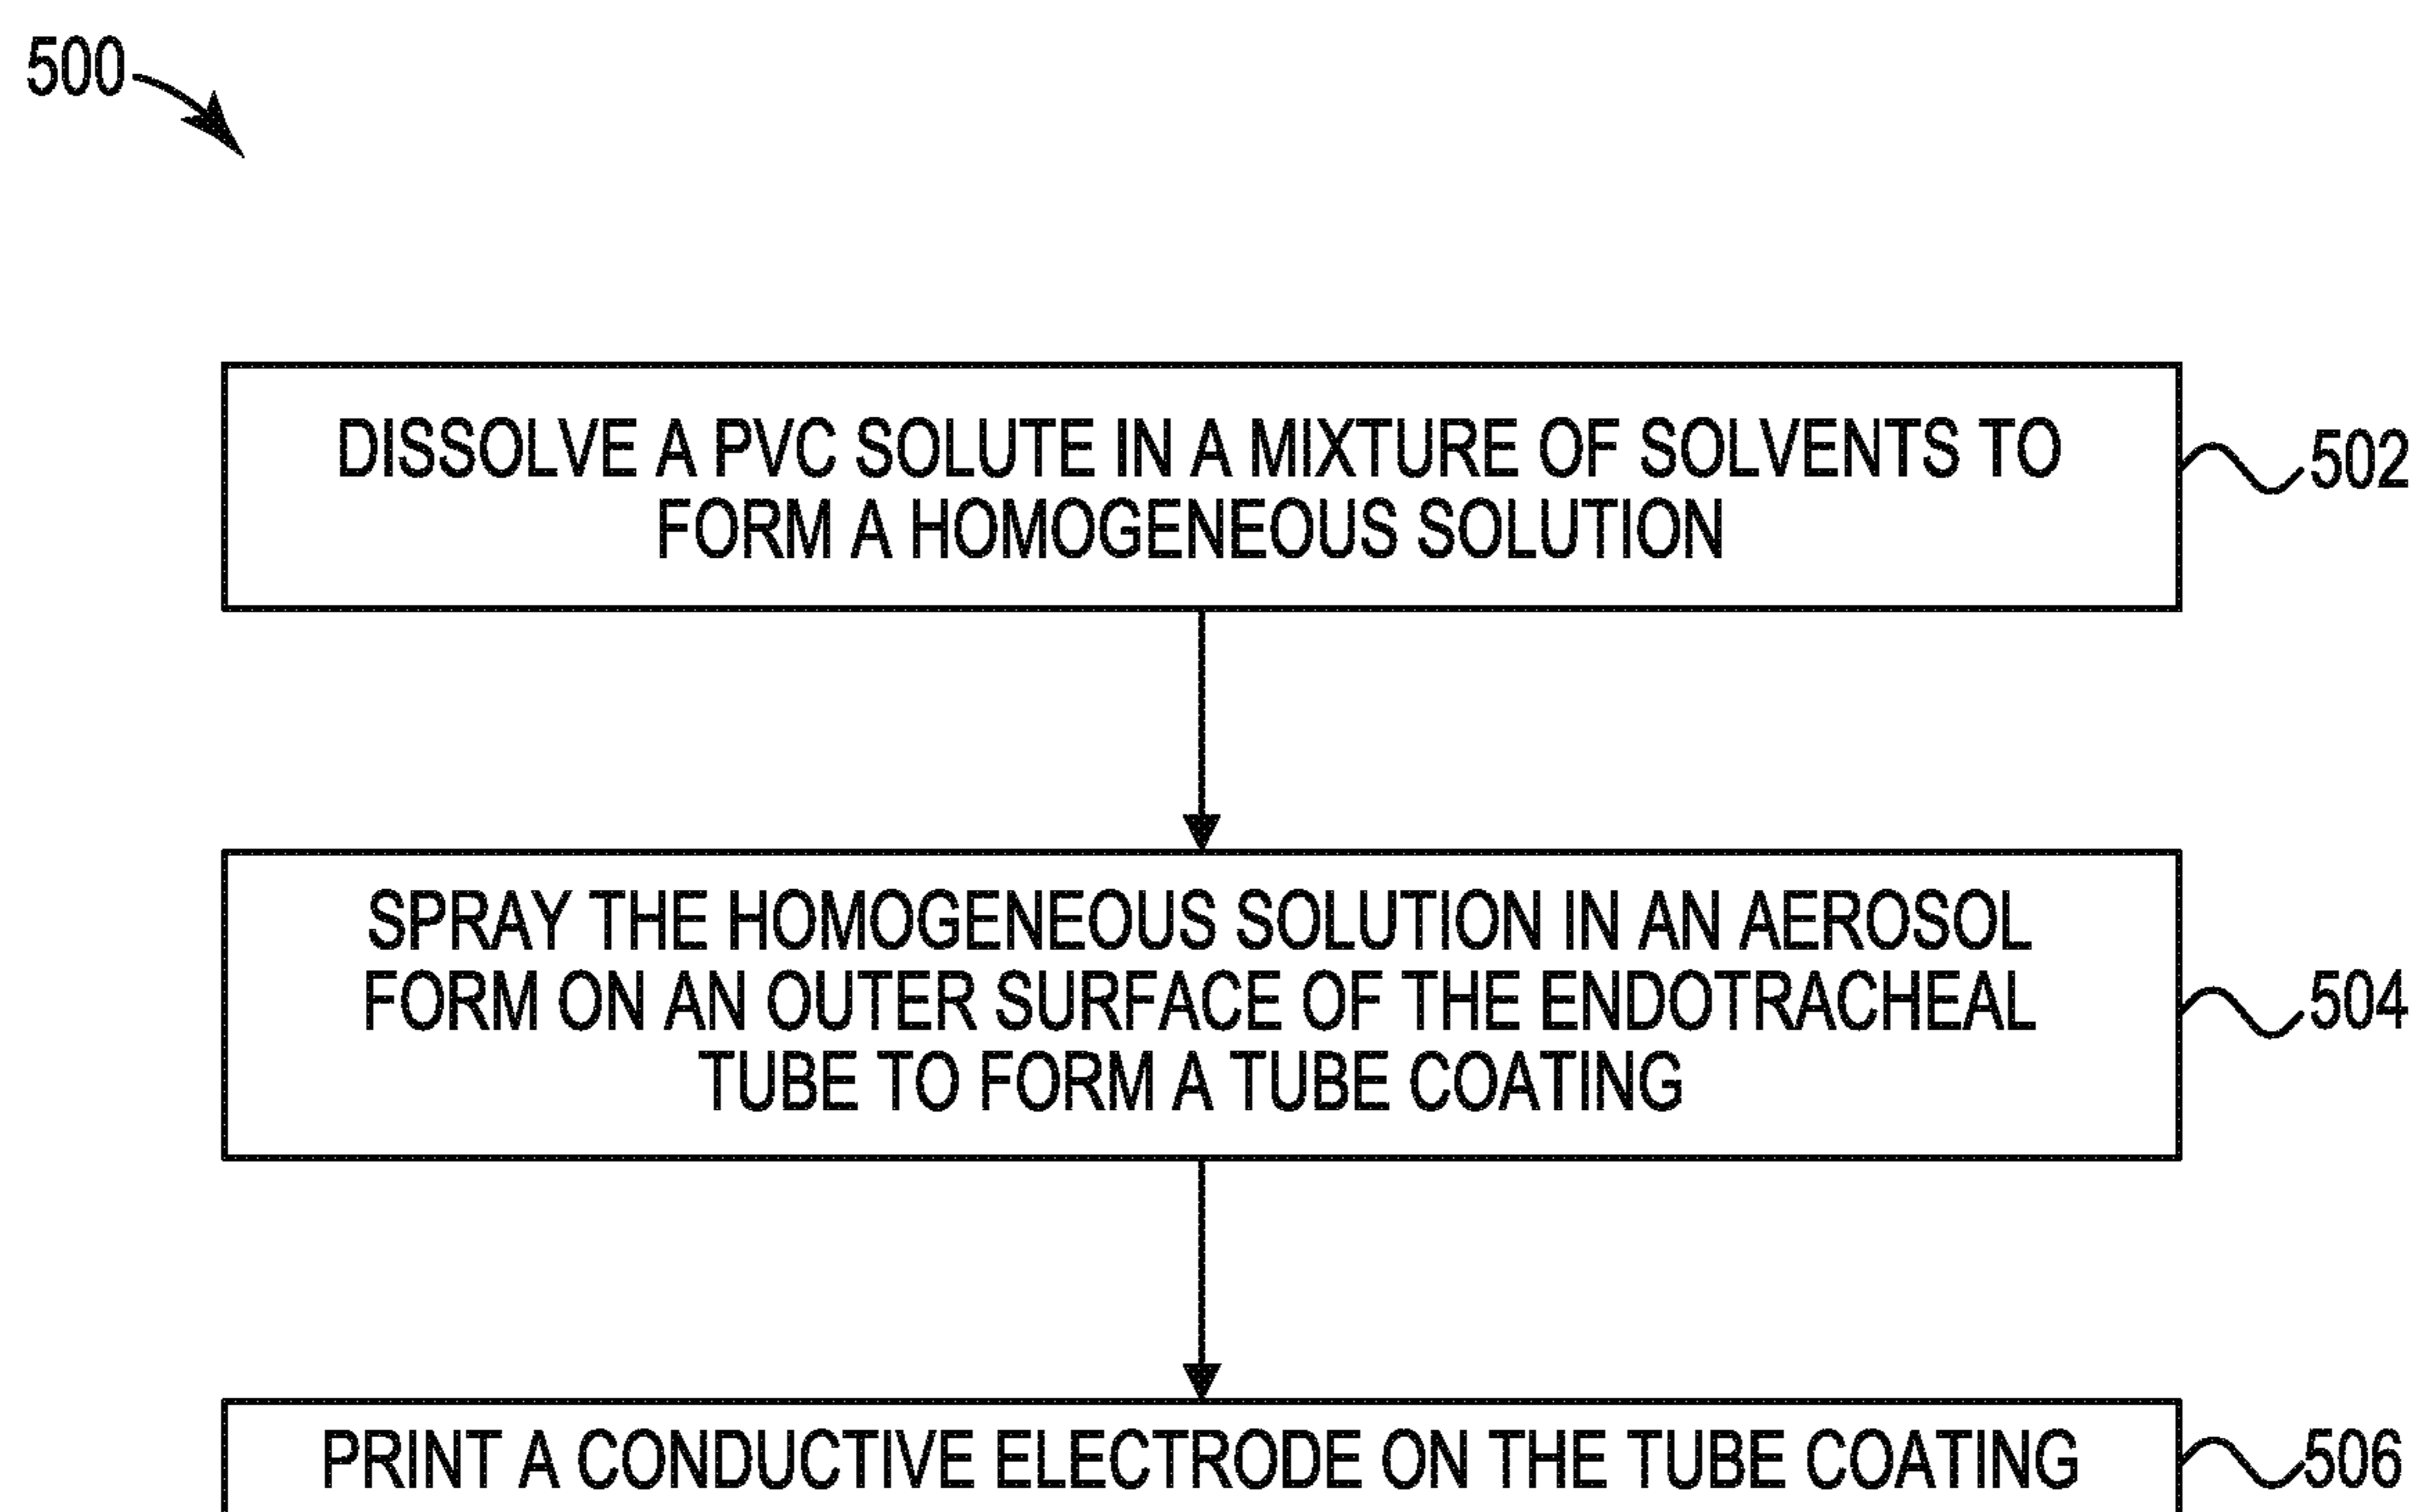 500
DISSOLVE A PVC SOLUTE IN A MIXTURE OF SOLVENTS TO
FORM A HOMOGENEOUS SOLUTION
502
SPRAY THE HOMOGENEOUS SOLUTION IN AN AEROSOL
FORM ON AN OUTER SURFACE OF THE ENDOTRACHEAL
TUBE TO FORM A TUBE COATING
504
PRINT A CONDUCTIVE ELECTRODE ON THE TUBE COATING
506